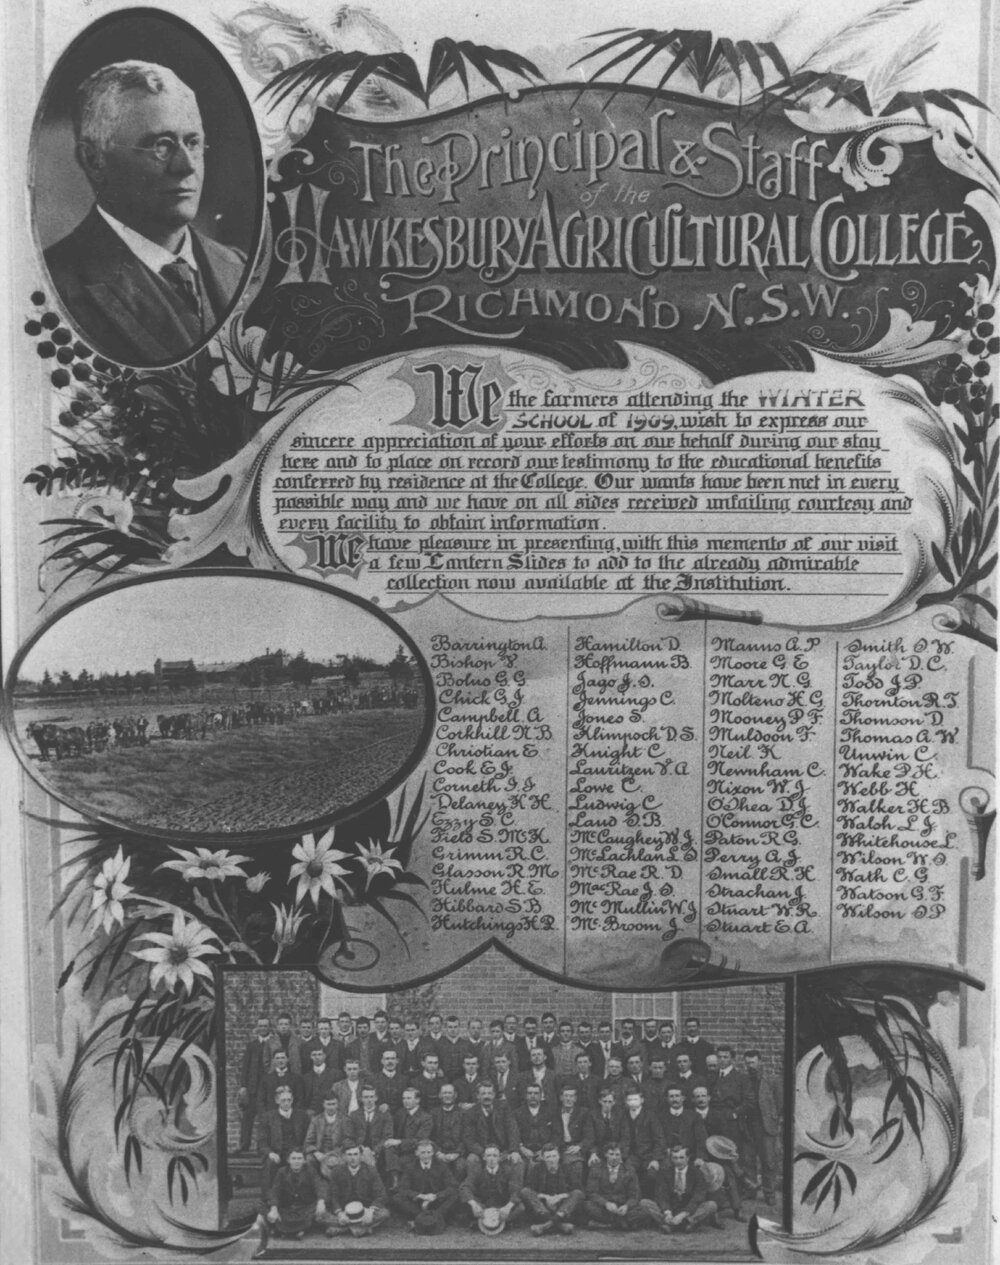 The Principal & Staff
of the
HAWKESBURY AGRICULTURAL COLLEGE
RICHMOND N.S.W.
We the farmers attending the WINTER
SCHOOL of 1909, wish to express our
sincere appreciation of your efforts on our behalf during our stay
here and to place on record our testimony to the educational benefits
conferred by residence at the College. Our wants have been met in every
possible way and we have on all sides received unfailing courtesy and
every facility to obtain information.
We have pleasure in presenting, with this memento of our visit
a few Lantern Slides to add to the already admirable
collection now available at the Institution.
Barrington A.
Bishop V.
Bolus G. G.
Chick G. J.
Campbell. A
Corkhill N. B
Christian E.
Cook E. J.
Corneth J. J
Delaney H. H.
Ezzy S. C.
Field S. McK
Grimm R. C.
Glasson R. M
Hulme H. E.
Hibbard S. B.
Hutchings H. R.
Hamilton D.
Hoffmann B.
Jago J. O.
Jennings C.
Jones S.
Klimpoch D. S.
Knight C
Lauritzen V. A
Lowe C.
Ludwig C
Laud O. B.
McCaughey W. J
McLachlan L. O.
McRae R. D
MacRae J. O.
Mc Mullin W. J
Mc. Broom J.
Manns A. P
Moore G. E
Marr N. G.
Molteno H. G
Mooney P. F
Muldoon F.
Neil. K
Newnham C.
Nixon W. J.
O'Shea D. J
O'Connor G. C.
Paton R. G.
Perry A. J.
Small R. H
Strachan J.
Stuart W. R.
Stuart E. A.
Smith O. W.
Taylor D. C.
Todd J. P.
Thornton R. T.
Thomson D
Thomas A. W
Unwin C.
Wake P. H.
Webb H
Walker H. B
Walsh L. J.
Whitehouse L.
Wilson W. O.
Wath C. G
Watson G. F.
Wilson O. P